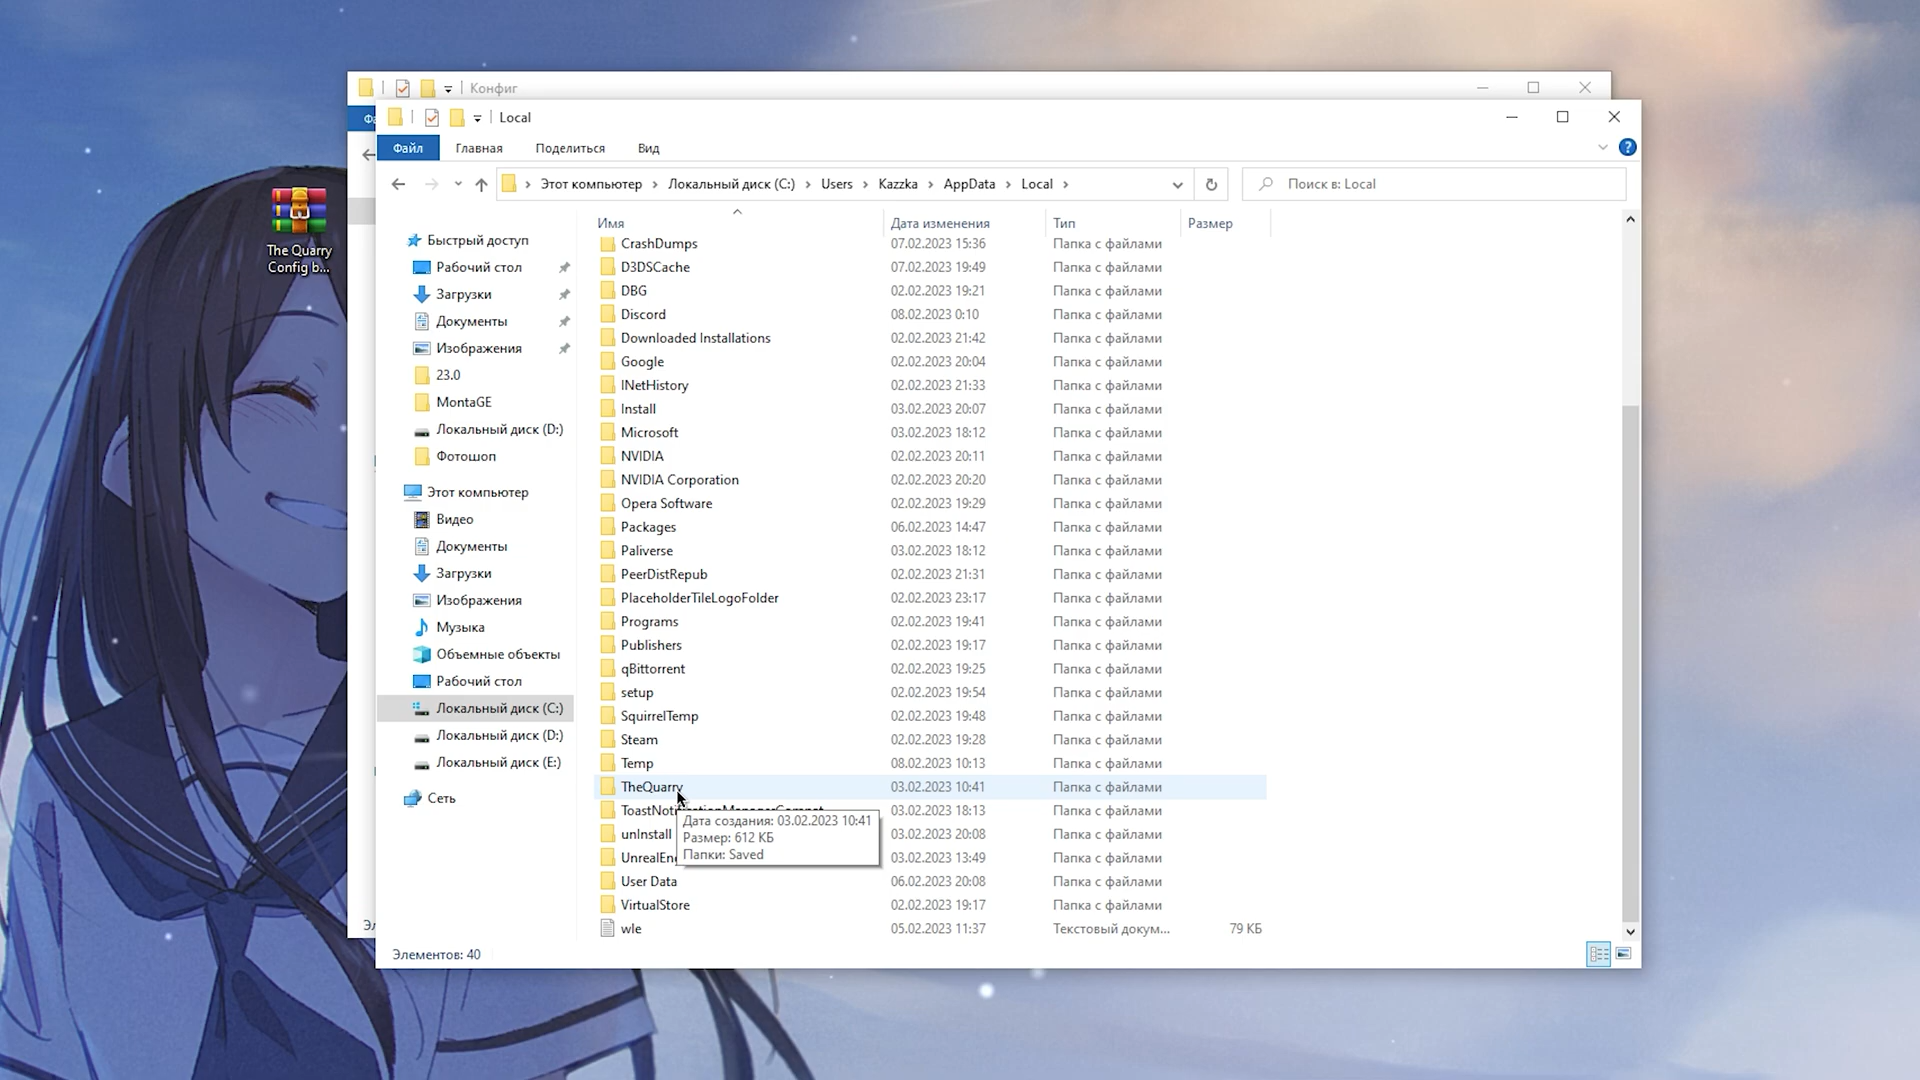 Конфиг
Фа
Local
Файл
Главная
Поделиться
Вид
Этот компьютер
Локальный диск (C:)
Users
Kazzka
AppData
Local
Поиск в: Local
The Quarry
Config b...
Быстрый доступ
Рабочий стол
Загрузки
Документы
Изображения
23.0
MontaGE
Локальный диск (D:)
Фотошоп
Этот компьютер
Видео
Документы
Загрузки
Изображения
Музыка
Объемные объекты
Рабочий стол
Локальный диск (C:)
Локальный диск (D:)
Локальный диск (E:)
Сеть
Имя Дата изменения Тип Размер
CrashDumps 07.02.2023 15:36 Папка с файлами
D3DSCache 07.02.2023 19:49 Папка с файлами
DBG 02.02.2023 19:21 Папка с файлами
Discord 08.02.2023 0:10 Папка с файлами
Downloaded Installations 02.02.2023 21:42 Папка с файлами
Google 02.02.2023 20:04 Папка с файлами
INetHistory 02.02.2023 21:33 Папка с файлами
Install 03.02.2023 20:07 Папка с файлами
Microsoft 03.02.2023 18:12 Папка с файлами
NVIDIA 02.02.2023 20:11 Папка с файлами
NVIDIA Corporation 02.02.2023 20:20 Папка с файлами
Opera Software 02.02.2023 19:29 Папка с файлами
Packages 06.02.2023 14:47 Папка с файлами
Paliverse 03.02.2023 18:12 Папка с файлами
PeerDistRepub 02.02.2023 21:31 Папка с файлами
PlaceholderTileLogoFolder 02.02.2023 23:17 Папка с файлами
Programs 02.02.2023 19:41 Папка с файлами
Publishers 02.02.2023 19:17 Папка с файлами
qBittorrent 02.02.2023 19:25 Папка с файлами
setup 02.02.2023 19:54 Папка с файлами
SquirrelTemp 02.02.2023 19:48 Папка с файлами
Steam 02.02.2023 19:28 Папка с файлами
Temp 08.02.2023 10:13 Папка с файлами
TheQuarry 03.02.2023 10:41 Папка с файлами
ToastNotificationManagerCompat 03.02.2023 18:13 Папка с файлами
Дата создания: 03.02.2023 10:41
Размер: 612 КБ
Папки: Saved
unInstall 03.02.2023 20:08 Папка с файлами
UnrealEn 03.02.2023 13:49 Папка с файлами
User Data 06.02.2023 20:08 Папка с файлами
VirtualStore 02.02.2023 19:17 Папка с файлами
wle 05.02.2023 11:37 Текстовый докум... 79 КБ
Эл
Элементов: 40